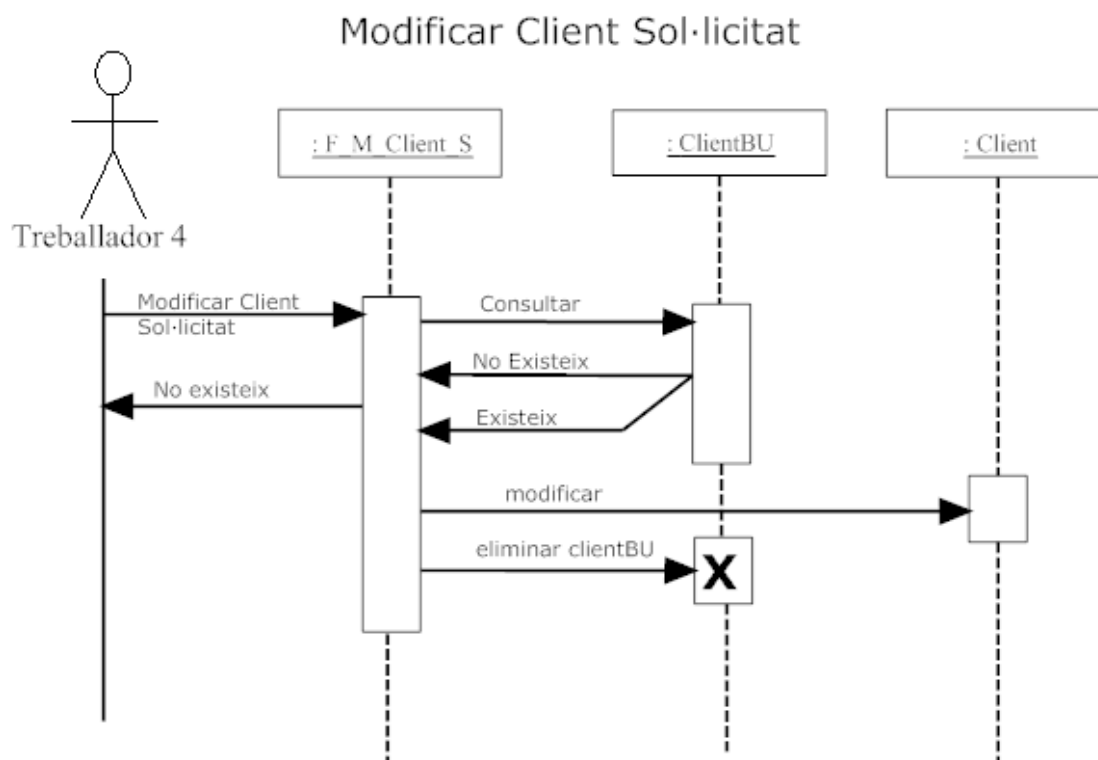 Modificar Client Sol·licitat
: F_M_Client_S
: ClientBU
: Client
Treballador 4
Modificar Client
Sol·licitat
Consultar
No Existeix
No existeix
Existeix
modificar
eliminar clientBU
X